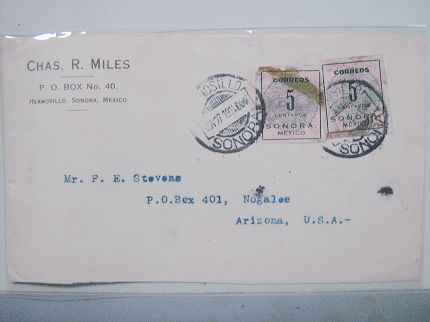 CHAS. R. MILES
P. O. BOX No. 40.
HERMOSILLO, SONORA, MEXICO
CORREOS
5
CENTAVOS
SONORA
MEXICO
CORREOS
5
CENTAVOS
SONORA.
MEXICO
SONORA
Mr. F. E. Stevens
P.O.Box 401, Nogales
Arizona, U.S.A.-